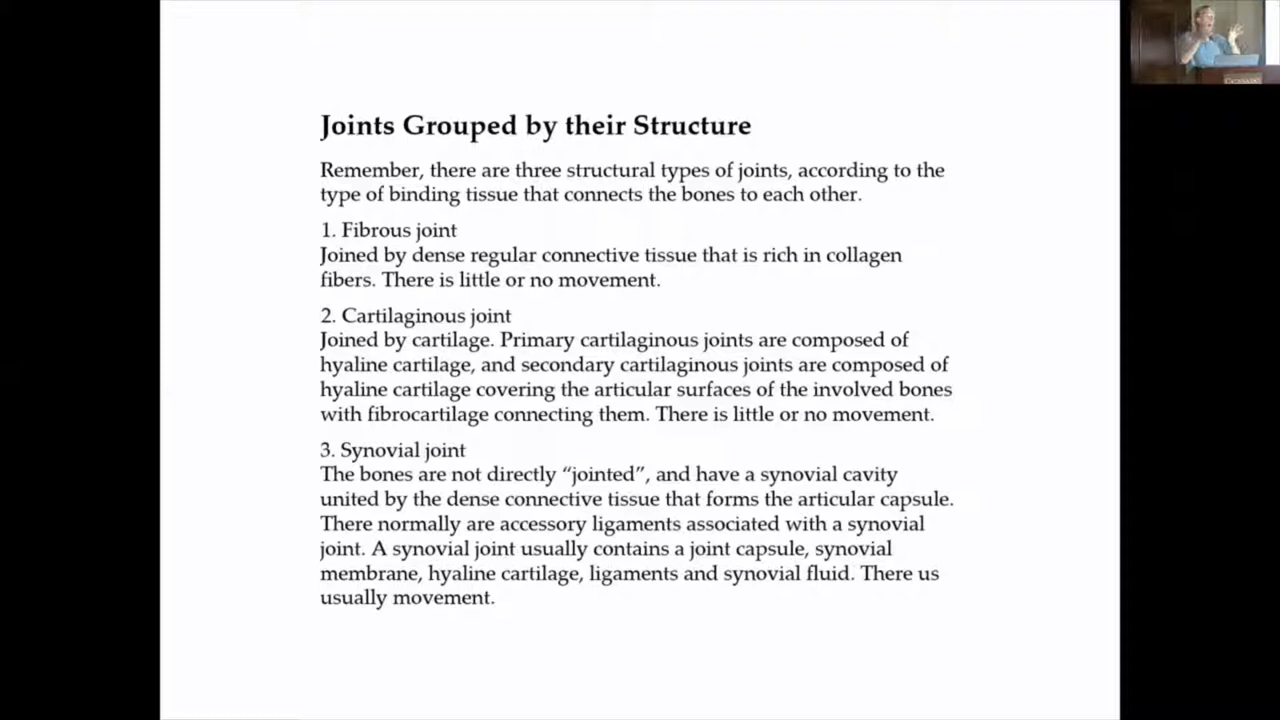 Joints Grouped by their Structure
Remember, there are three structural types of joints, according to the
type of binding tissue that connects the bones to each other.
1. Fibrous joint
Joined by dense regular connective tissue that is rich in collagen
fibers. There is little or no movement.
2. Cartilaginous joint
Joined by cartilage. Primary cartilaginous joints are composed of
hyaline cartilage, and secondary cartilaginous joints are composed of
hyaline cartilage covering the articular surfaces of the involved bones
with fibrocartilage connecting them. There is little or no movement.
3. Synovial joint
The bones are not directly “jointed”, and have a synovial cavity
united by the dense connective tissue that forms the articular capsule.
There normally are accessory ligaments associated with a synovial
joint. A synovial joint usually contains a joint capsule, synovial
membrane, hyaline cartilage, ligaments and synovial fluid. There us
usually movement.